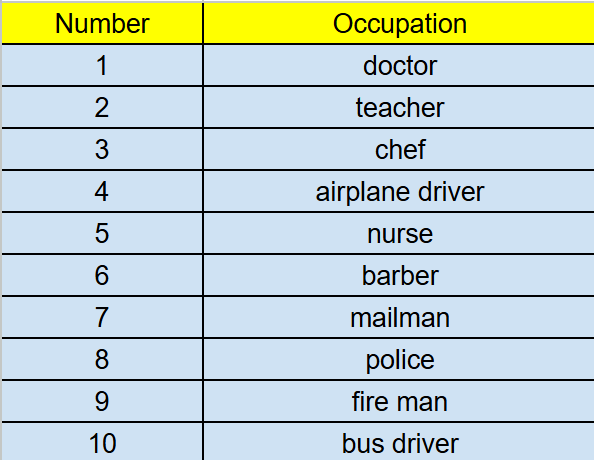 Number Occupation
1 doctor
2 teacher
3 chef
4 airplane driver
5 nurse
6 barber
7 mailman
8 police
9 fire man
10 bus driver